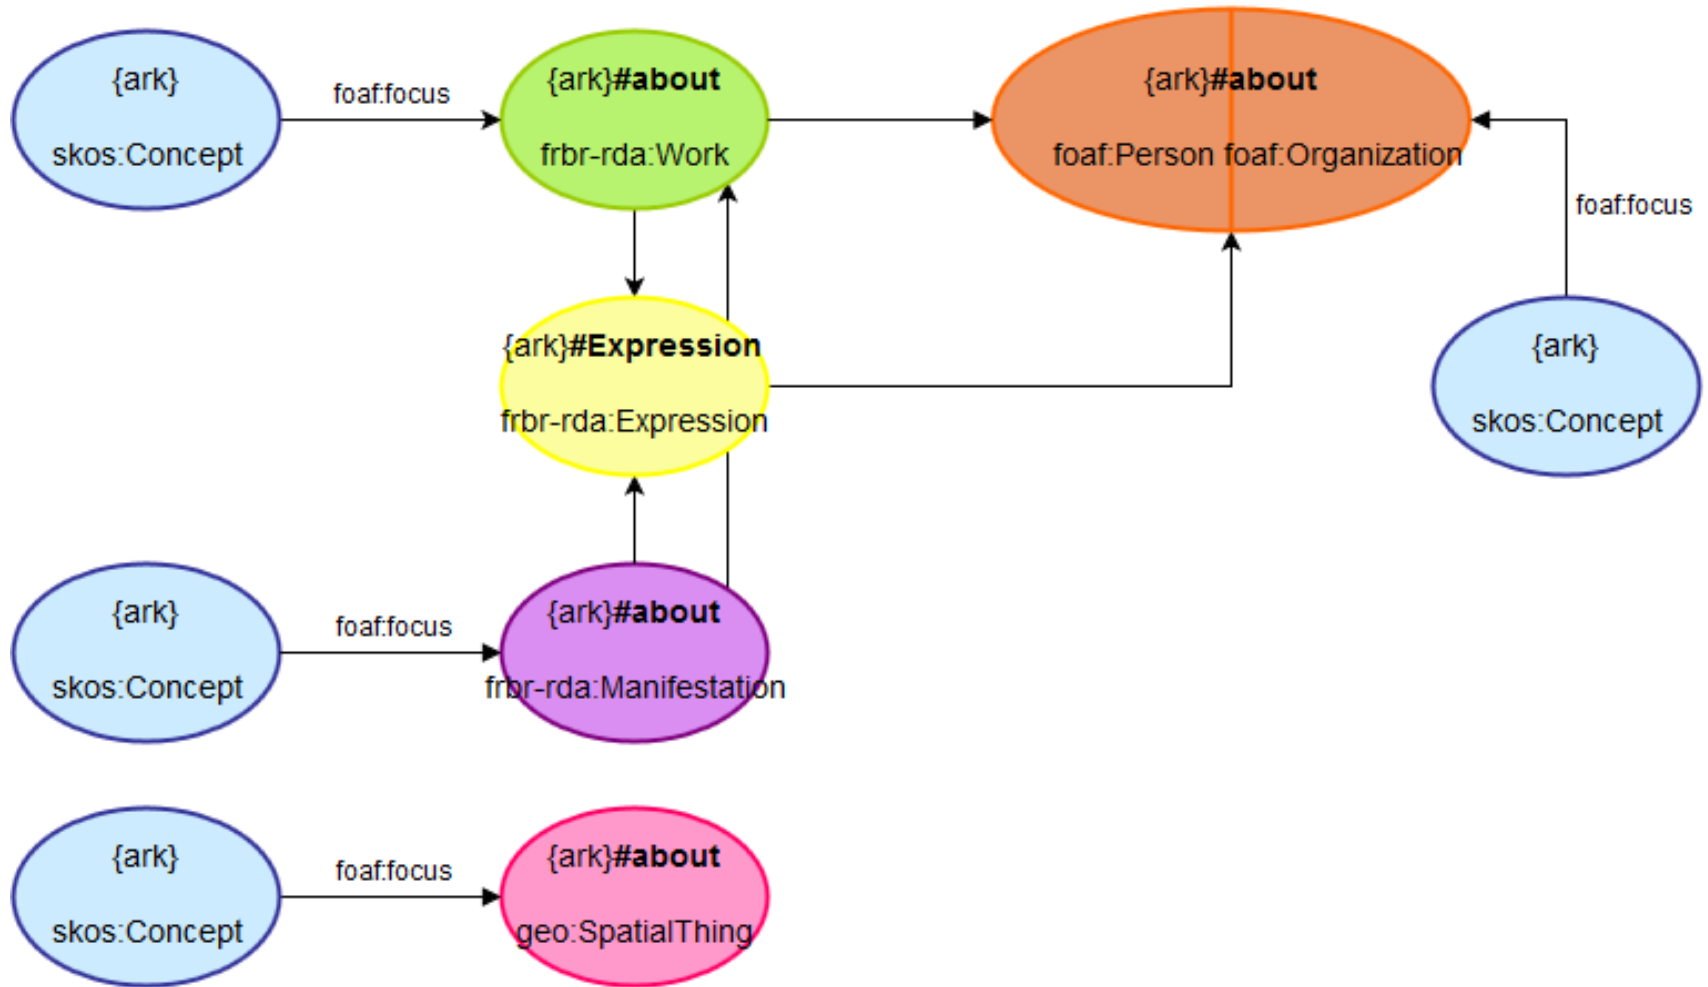 {ark}
skos:Concept
foaf:focus
{ark}#about
frbr-rda:Work
{ark}#about
foaf:Person foaf:Organization
foaf:focus
{ark}#Expression
frbr-rda:Expression
{ark}
skos:Concept
{ark}
skos:Concept
foaf:focus
{ark}#about
frbr-rda:Manifestation
{ark}
skos:Concept
foaf:focus
{ark}#about
geo:SpatialThing